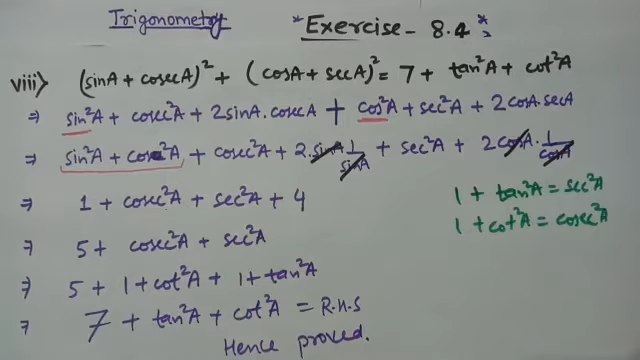 Trigonometry * Exercise - 8.4 *
viii) (sinA + cosecA)² + (cosA + secA)² = 7 + tan²A + cot²A
⇒ sin²A + cosec²A + 2sinA.cosecA + cos²A + sec²A + 2cosA.secA
⇒ sin²A + cos²A + cosec²A + 2.sinA 1/sinA + sec²A + 2cosA.1/cosA
⇒ 1 + cosec²A + sec²A + 4
1 + tan²A = sec²A
1 + cot²A = cosec²A
⇒ 5 + cosec²A + sec²A
⇒ 5 + 1 + cot²A + 1 + tan²A
⇒ 7 + tan²A + cot²A = R.H.S
Hence proved.